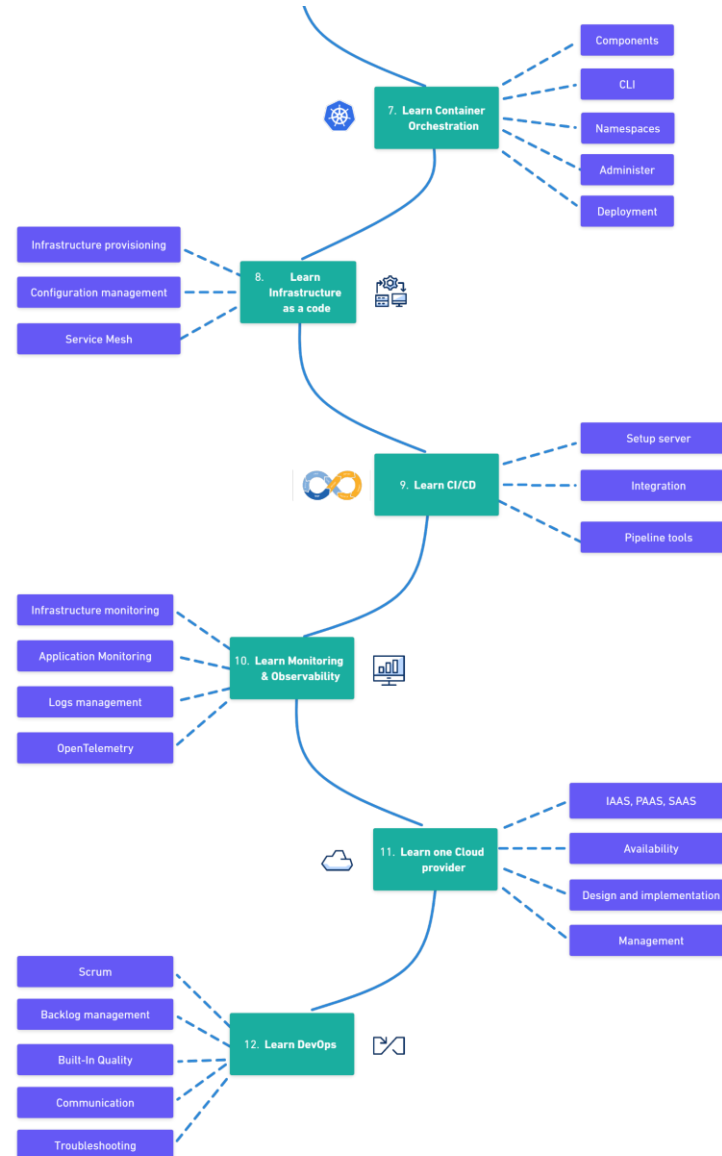 7. Learn Container
Orchestration
Components
CLI
Namespaces
Administer
Deployment
8. Learn
Infrastructure
as a code
Infrastructure provisioning
Configuration management
Service Mesh
9. Learn CI/CD
Setup server
Integration
Pipeline tools
10. Learn Monitoring
& Observability
Infrastructure monitoring
Application Monitoring
Logs management
OpenTelemetry
11. Learn one Cloud
provider
IAAS, PAAS, SAAS
Availability
Design and implementation
Management
12. Learn DevOps
Scrum
Backlog management
Built-In Quality
Communication
Troubleshooting